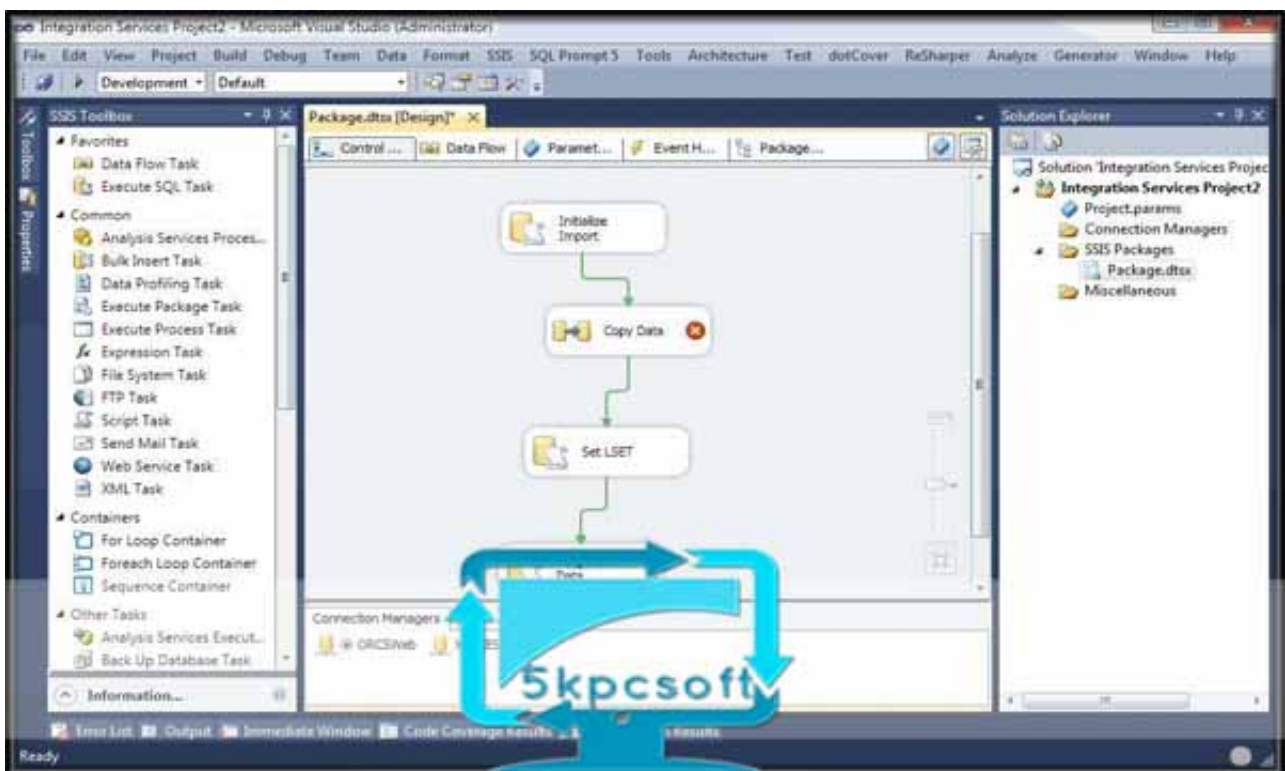 Integration Services Project2 - Microsoft Visual Studio (Administrator)
File Edit View Project Build Debug Team Data Format SSIS SQL Prompt 5 Tools Architecture Test dotCover ReSharper Analyze Generator Window Help
Development Default
Toolbox
Properties
SSIS Toolbox
Favorites
Data Flow Task
Execute SQL Task
Common
Analysis Services Proces...
Bulk Insert Task
Data Profiling Task
Execute Package Task
Execute Process Task
Expression Task
File System Task
FTP Task
Script Task
Send Mail Task
Web Service Task
XML Task
Containers
For Loop Container
Foreach Loop Container
Sequence Container
Other Tasks
Analysis Services Execut...
Back Up Database Task
Information...
Package.dtsx [Design]*
Control ... Data Flow Paramet... Event H... Package...
Initialize
Import
Copy Data
Set LSET
Data
Connection Managers
ORCSWeb
5kpcsoft
Solution Explorer
Solution 'Integration Services Projec
Integration Services Project2
Project.params
Connection Managers
SSIS Packages
Package.dtsx
Miscellaneous
Error List Output Immediate Window Code Coverage Results Results
Ready